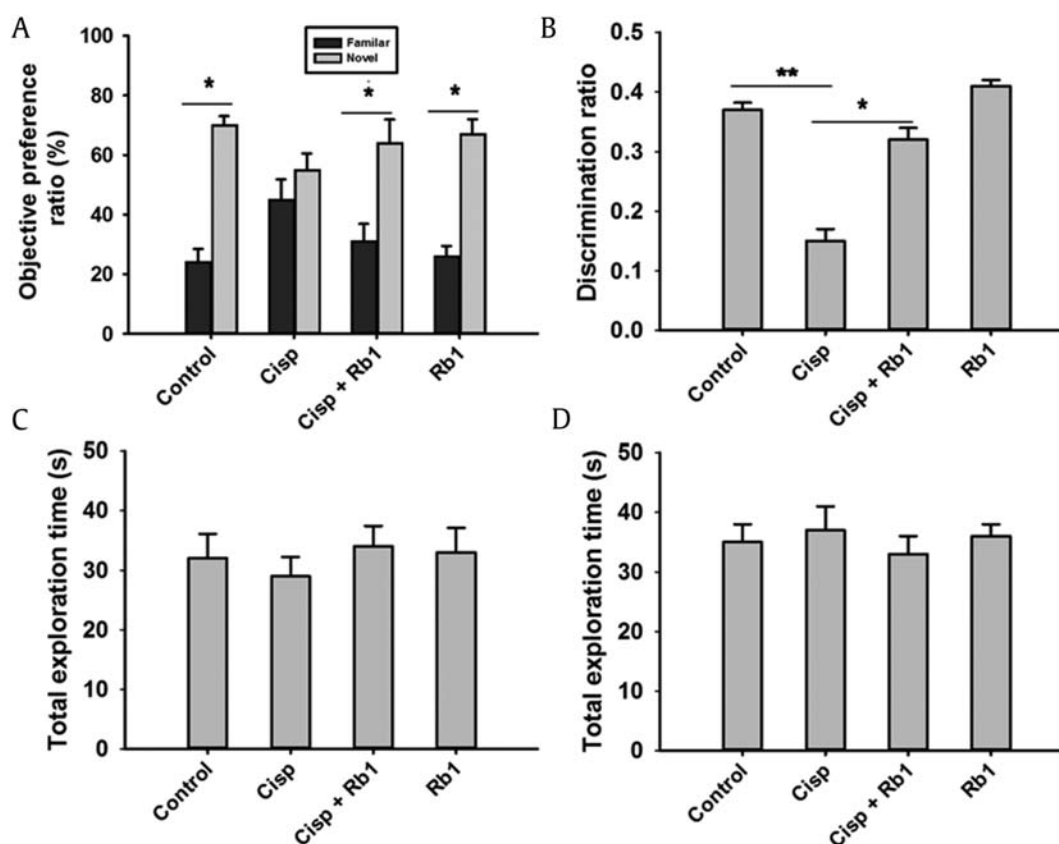 A
Objective preference
ratio (%)
100
80
60
40
20
0
Familar
Novel
*
*
*
Control
Cisp
Cisp + Rb1
Rb1
B
Discrimination ratio
0.5
0.4
0.3
0.2
0.1
0.0
**
*
Control
Cisp
Cisp + Rb1
Rb1
C
Total exploration time (s)
50
40
30
20
10
0
Control
Cisp
Cisp + Rb1
Rb1
D
Total exploration time (s)
50
40
30
20
10
0
Control
Cisp
Cisp + Rb1
Rb1